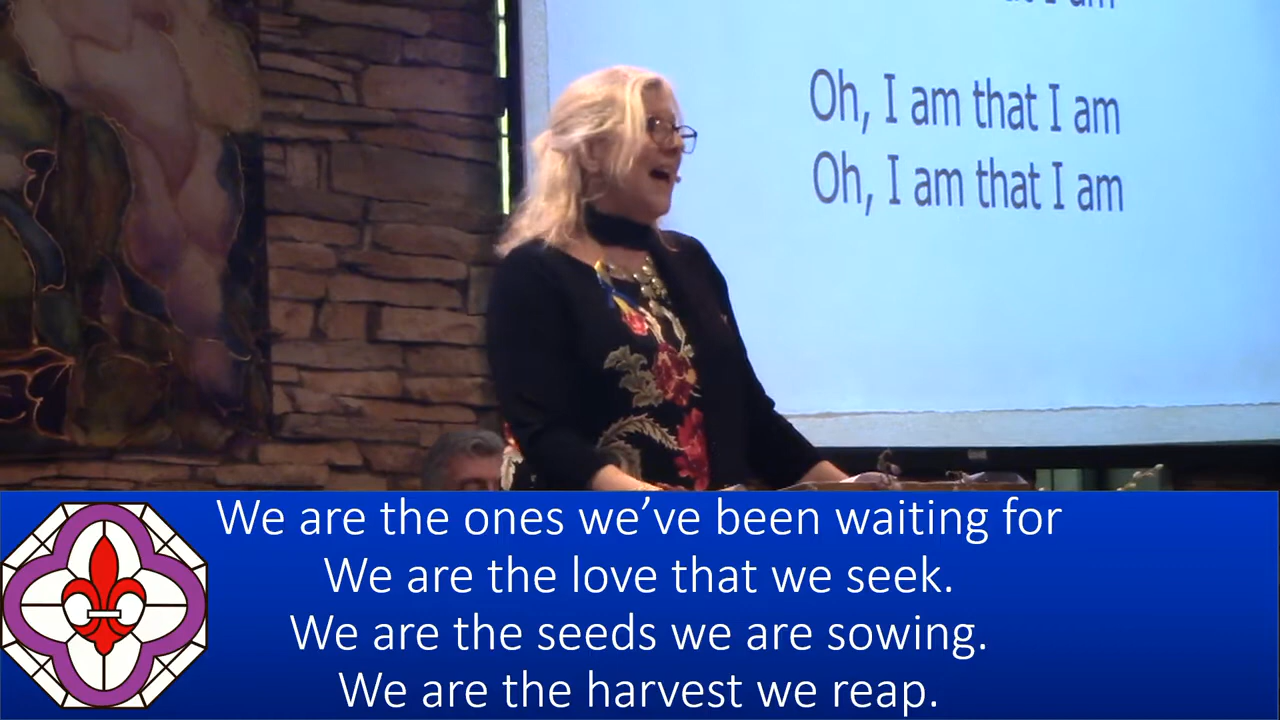 Oh, I am that I am
Oh, I am that I am
We are the ones we’ve been waiting for
We are the love that we seek.
We are the seeds we are sowing.
We are the harvest we reap.